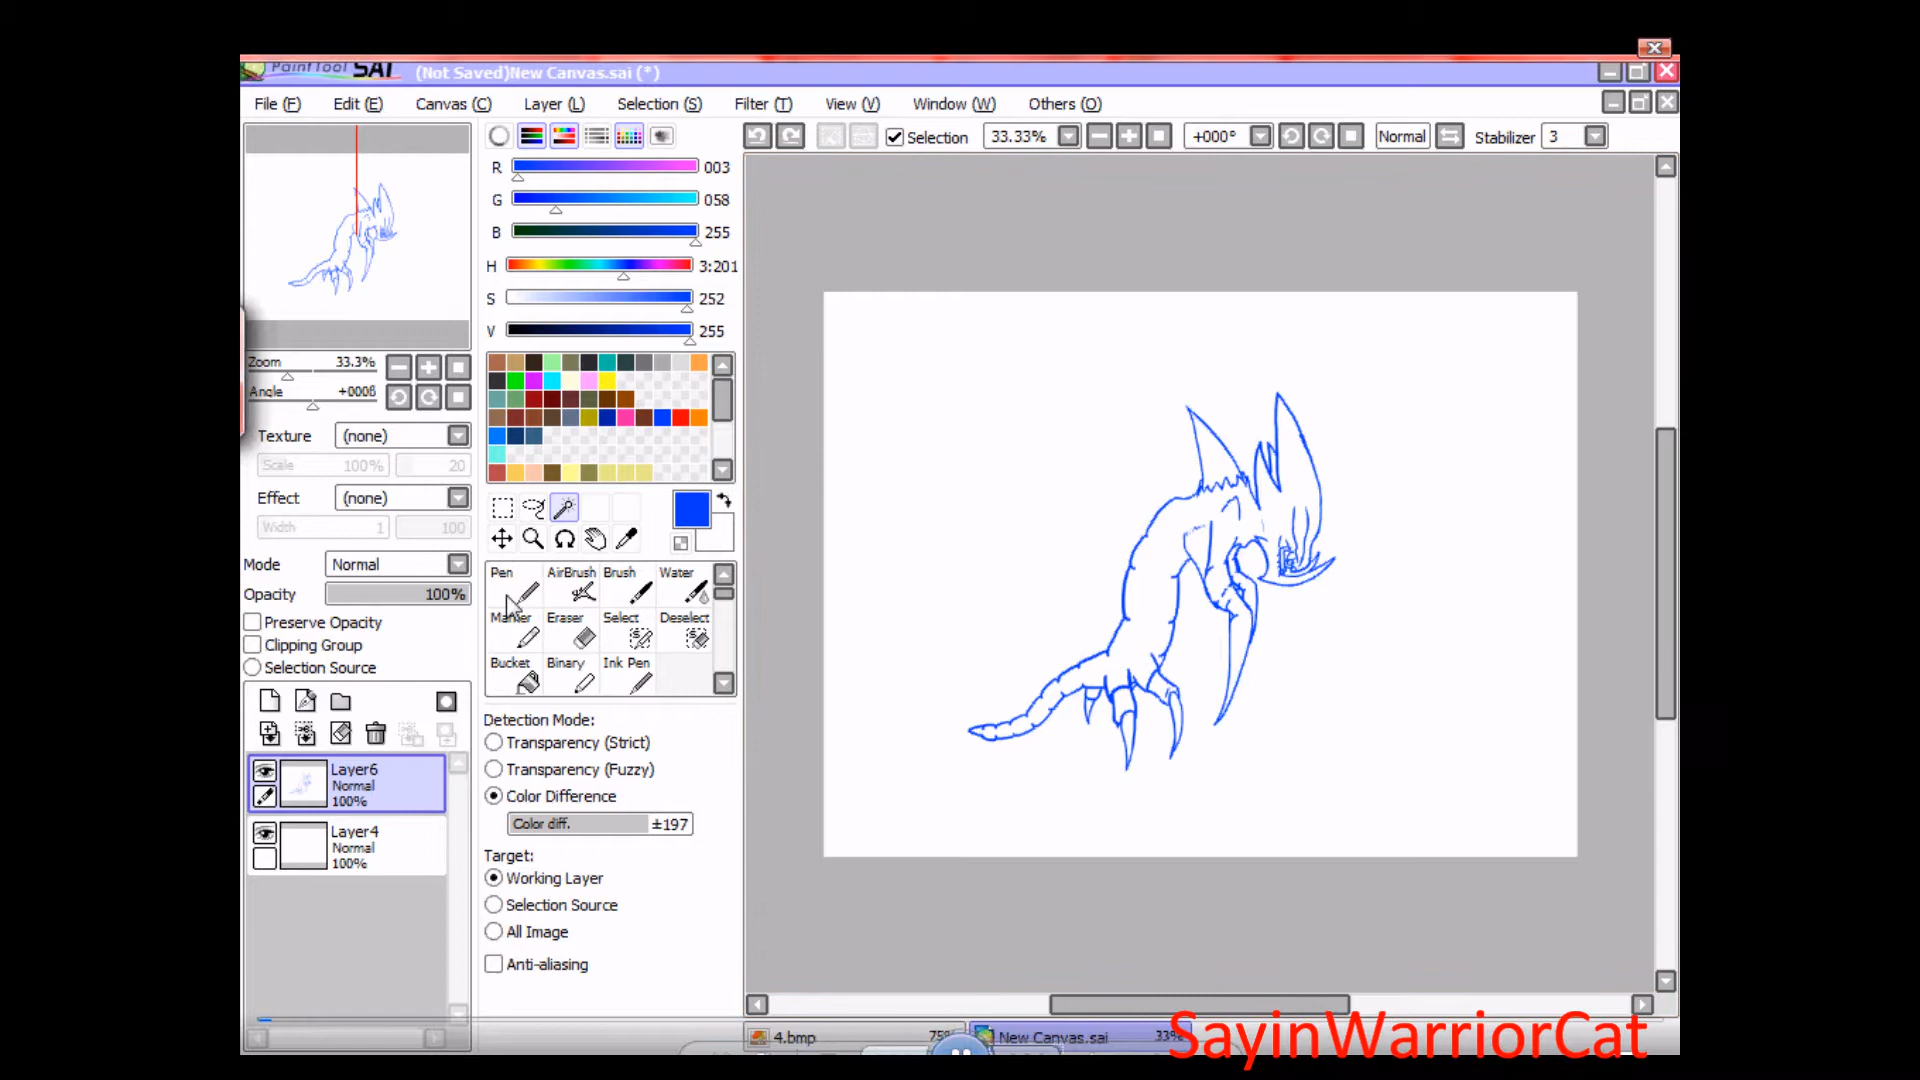 PaintTool SAI (Not Saved)New Canvas.sai (*)
File (F) Edit (E) Canvas (C) Layer (L) Selection (S) Filter (T) View (V) Window (W) Others (O)
Selection 33.33% +000° Normal Stabilizer 3
R 003
G 058
B 255
H 3:201
S 252
V 255
Zoom 33.3%
Angle +000ß
Texture (none)
Scale 100% 20
Effect (none)
Width 1 100
Mode Normal
Opacity 100%
Preserve Opacity
Clipping Group
Selection Source
Pen AirBrush Brush Water
Marker Eraser Select Deselect
Bucket Binary Ink Pen
Detection Mode:
Transparency (Strict)
Transparency (Fuzzy)
Color Difference
Color diff. ±197
Target:
Working Layer
Selection Source
All Image
Anti-aliasing
Layer6
Normal
100%
Layer4
Normal
100%
4.bmp 75% New Canvas.sai 33%
SayinWarriorCat